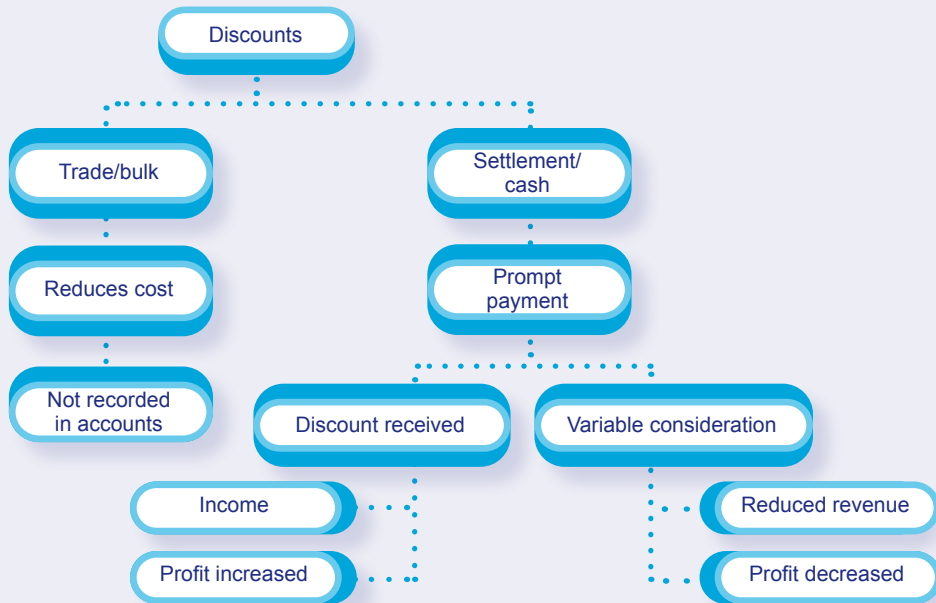 Discounts
Trade/bulk
Settlement/
cash
Reduces cost
Prompt
payment
Not recorded
in accounts
Discount received
Variable consideration
Income
Reduced revenue
Profit increased
Profit decreased